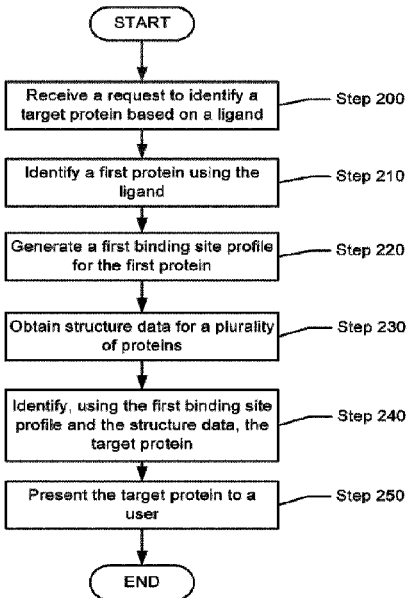 START
Receive a request to identify a
target protein based on a ligand
Step 200
Identify a first protein using the
ligand
Step 210
Generate a first binding site profile
for the first protein
Step 220
Obtain structure data for a plurality
of proteins
Step 230
Identify, using the first binding site
profile and the structure data, the
target protein
Step 240
Present the target protein to a
user
Step 250
END